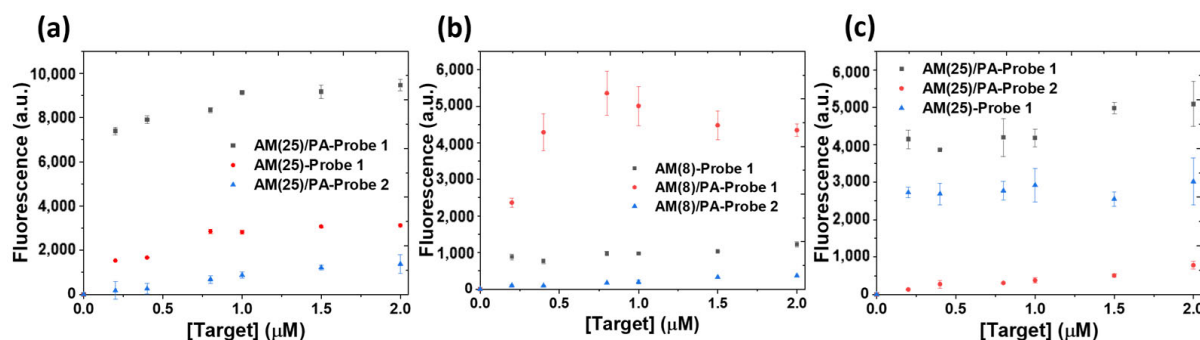 (a)
Fluorescence (a.u.)
10,000
8,000
6,000
4,000
2,000
0
AM(25)/PA-Probe 1
AM(25)-Probe 1
AM(25)/PA-Probe 2
0.0 0.5 1.0 1.5 2.0
[Target] (μM)
(b)
Fluorescence (a.u.)
6,000
5,000
4,000
3,000
2,000
1,000
0
AM(8)-Probe 1
AM(8)/PA-Probe 1
AM(8)/PA-Probe 2
0.0 0.5 1.0 1.5 2.0
[Target] (μM)
(c)
Fluorescence (a.u.)
6,000
5,000
4,000
3,000
2,000
1,000
0
AM(25)/PA-Probe 1
AM(25)/PA-Probe 2
AM(25)-Probe 1
0.0 0.5 1.0 1.5 2.0
[Target] (μM)